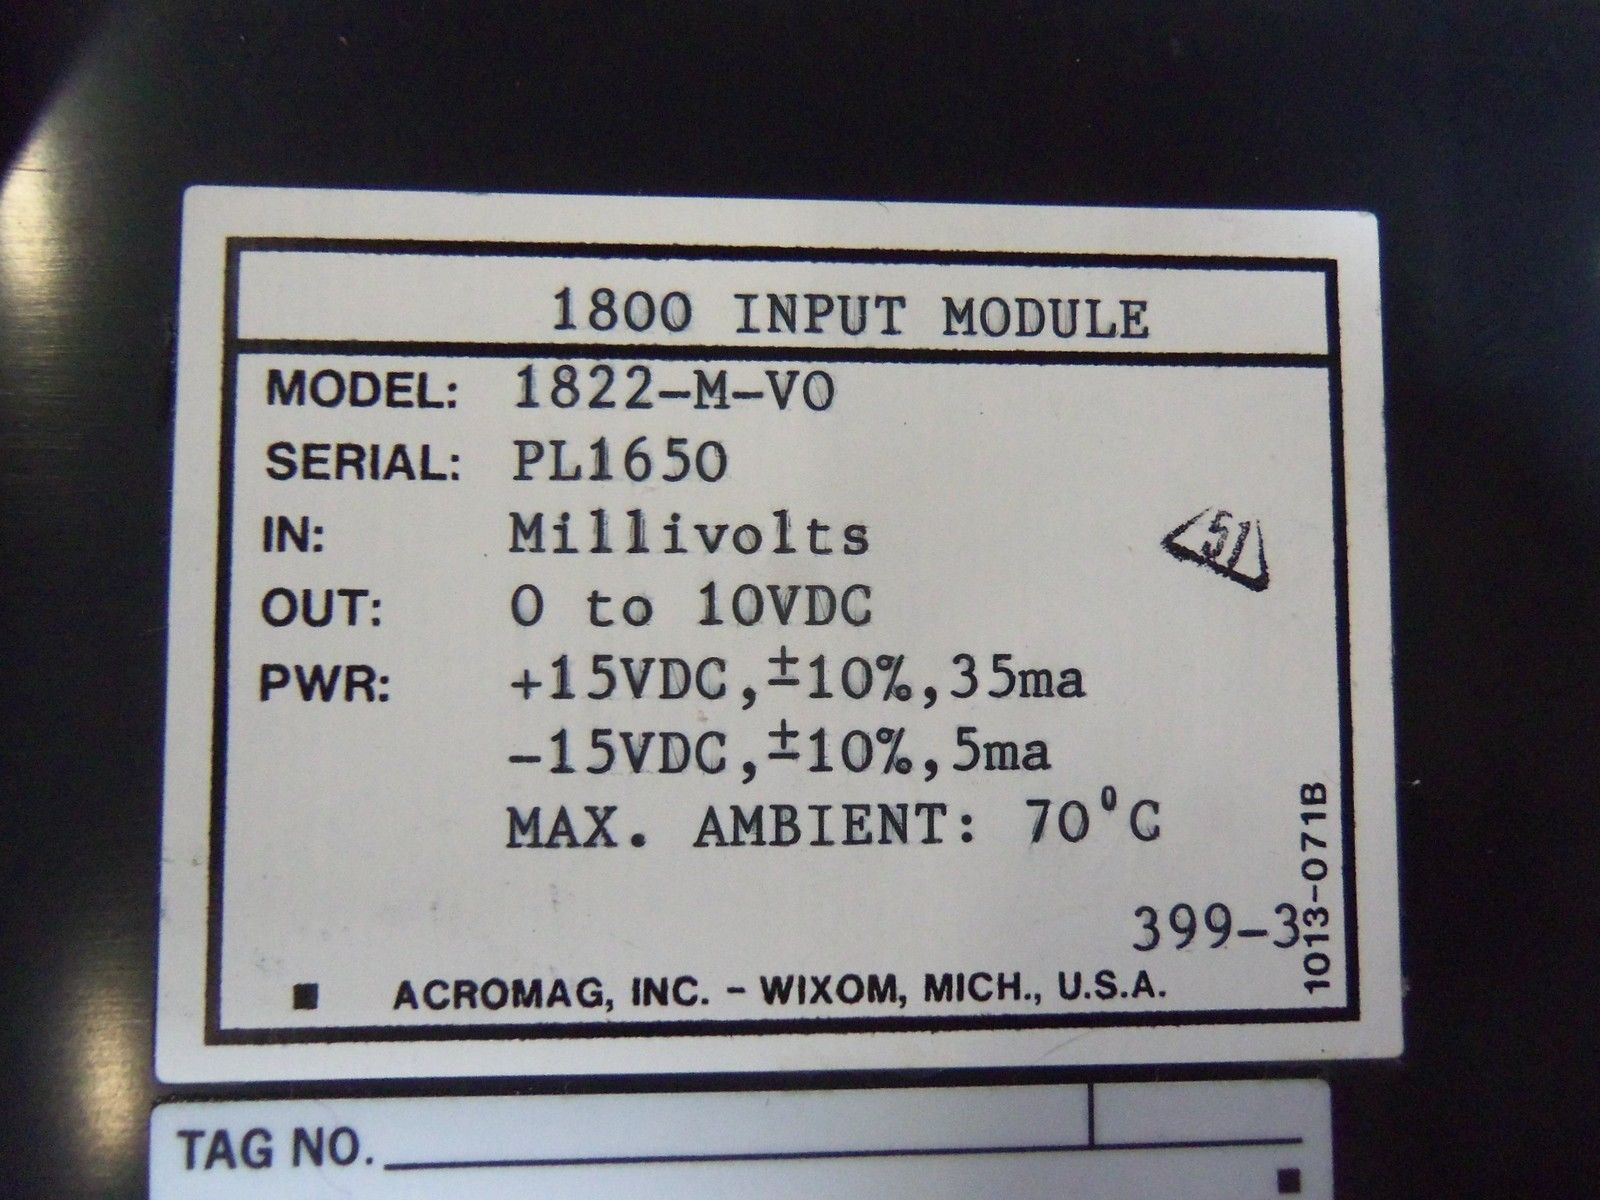 1800 INPUT MODULE
MODEL: 1822-M-VO
SERIAL: PL1650
IN: Millivolts
51
OUT: 0 to 10VDC
PWR: +15VDC,±10%,35ma
-15VDC,±10%,5ma
MAX. AMBIENT: 70°C
399-3
1013-071B
ACROMAG, INC. - WIXOM, MICH., U.S.A.
TAG NO.